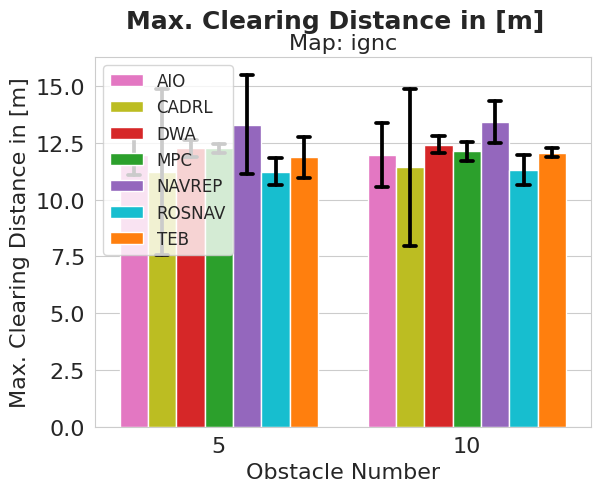 Max. Clearing Distance in [m]
Map: ignc
Max. Clearing Distance in [m]
15.0
12.5
10.0
7.5
5.0
2.5
0.0
AIO
CADRL
DWA
MPC
NAVREP
ROSNAV
TEB
5
10
Obstacle Number